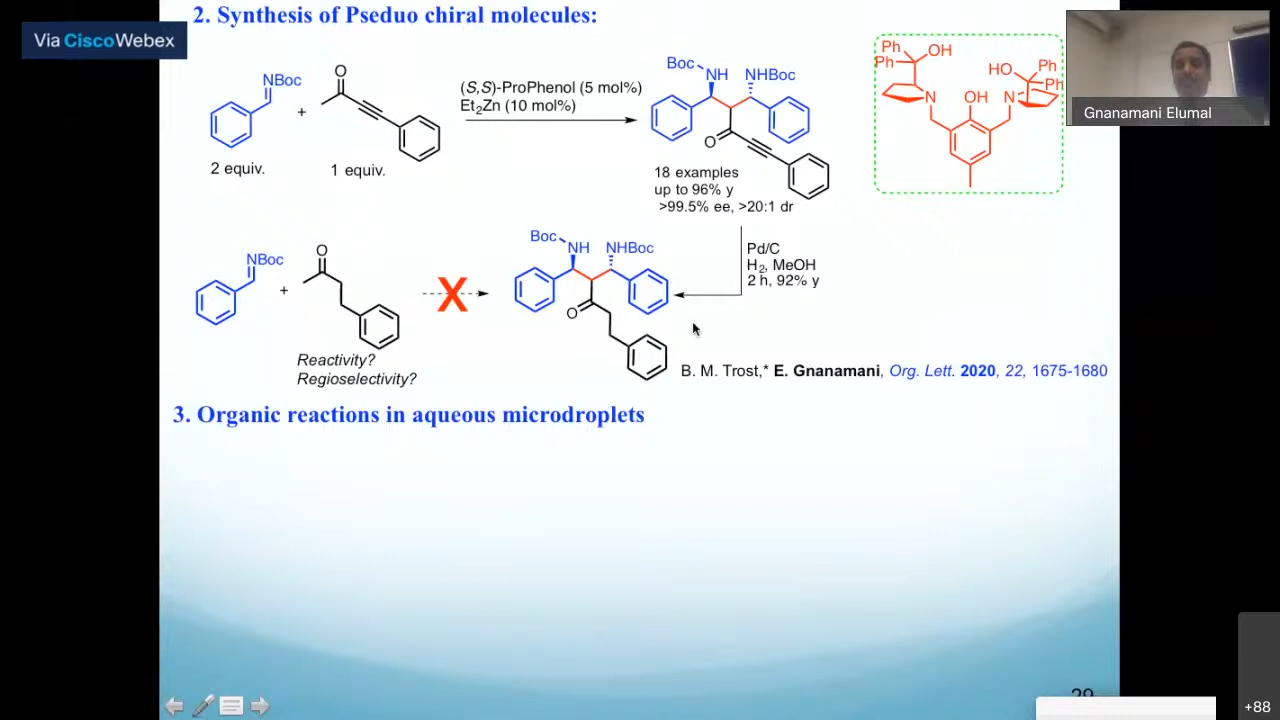 2. Synthesis of Pseduo chiral molecules:
Via Cisco Webex
NBoc
O
+
2 equiv.
1 equiv.
(S,S)-ProPhenol (5 mol%)
Et2Zn (10 mol%)
Boc
NH
NHBoc
O
18 examples
up to 96% y
>99.5% ee, >20:1 dr
Ph
Ph
OH
HO
Ph
Ph
N
OH
N
Gnanamani Elumal
Pd/C
H2, MeOH
2 h, 92% y
NBoc
O
+
X
Boc
NH
NHBoc
O
Reactivity?
Regioselectivity?
B. M. Trost,* E. Gnanamani, Org. Lett. 2020, 22, 1675-1680
3. Organic reactions in aqueous microdroplets
29
+88